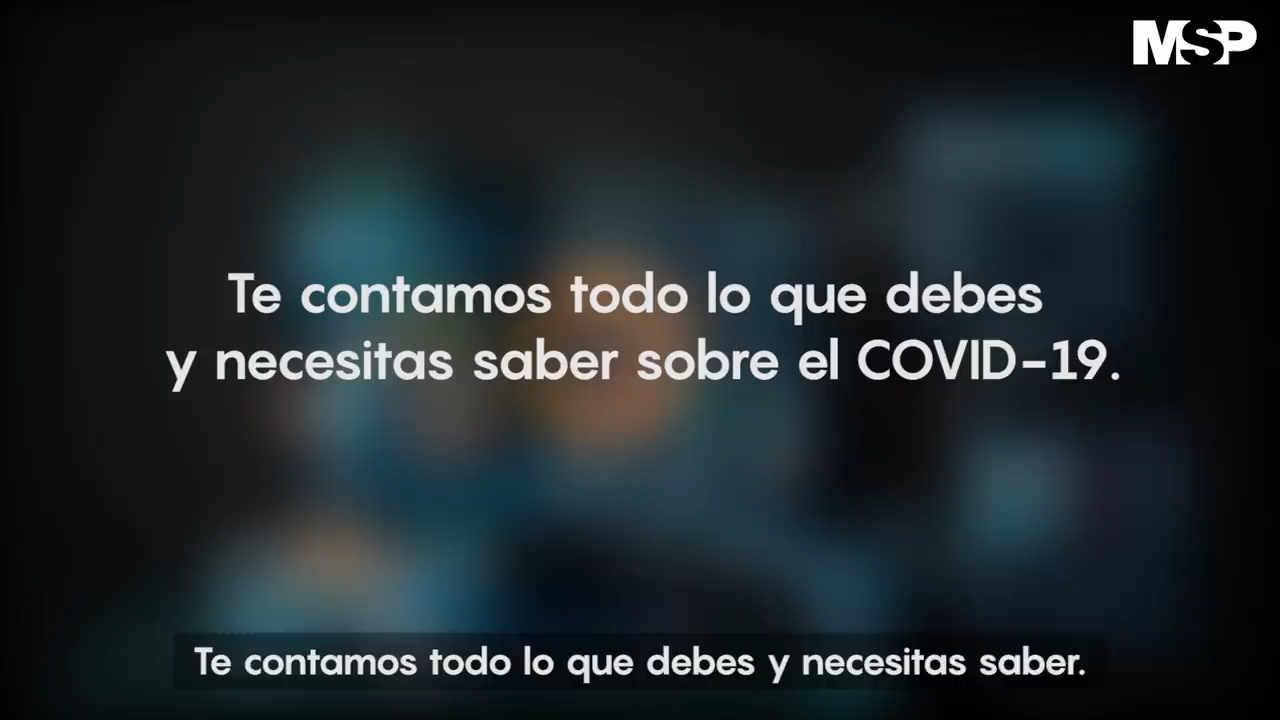 MSP
Te contamos todo lo que debes
y necesitas saber sobre el COVID-19.
Te contamos todo lo que debes y necesitas saber.